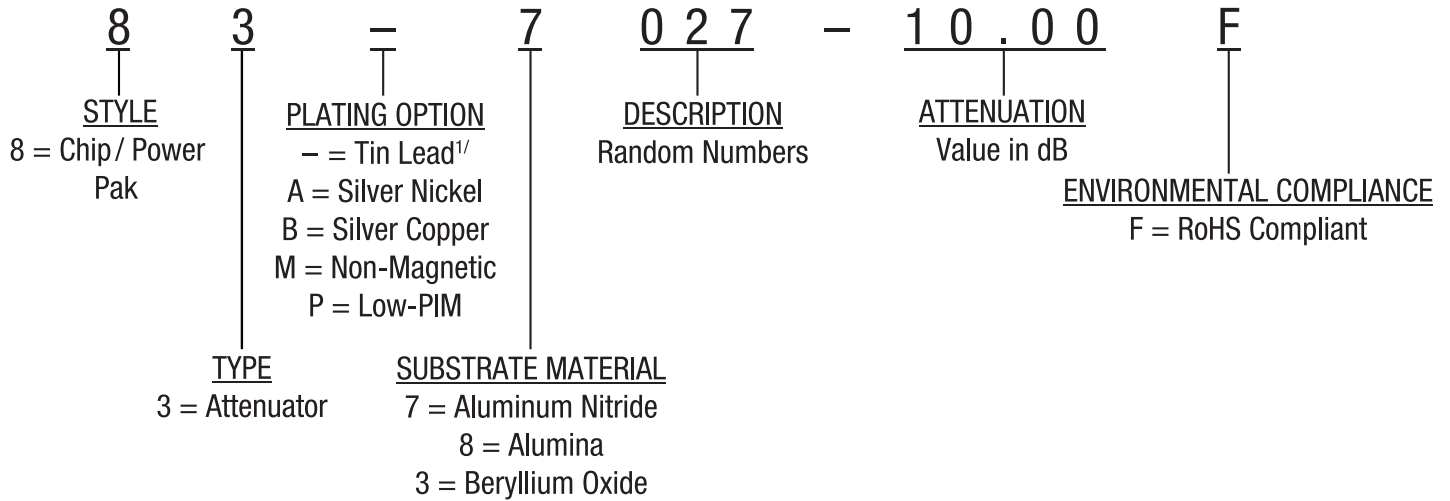 8 3 – 7 0 2 7 – 1 0 . 0 0 F
STYLE
8 = Chip / Power
Pak
PLATING OPTION
– = Tin Lead1/
A = Silver Nickel
B = Silver Copper
M = Non-Magnetic
P = Low-PIM
DESCRIPTION
Random Numbers
ATTENUATION
Value in dB
ENVIRONMENTAL COMPLIANCE
F = RoHS Compliant
TYPE
3 = Attenuator
SUBSTRATE MATERIAL
7 = Aluminum Nitride
8 = Alumina
3 = Beryllium Oxide